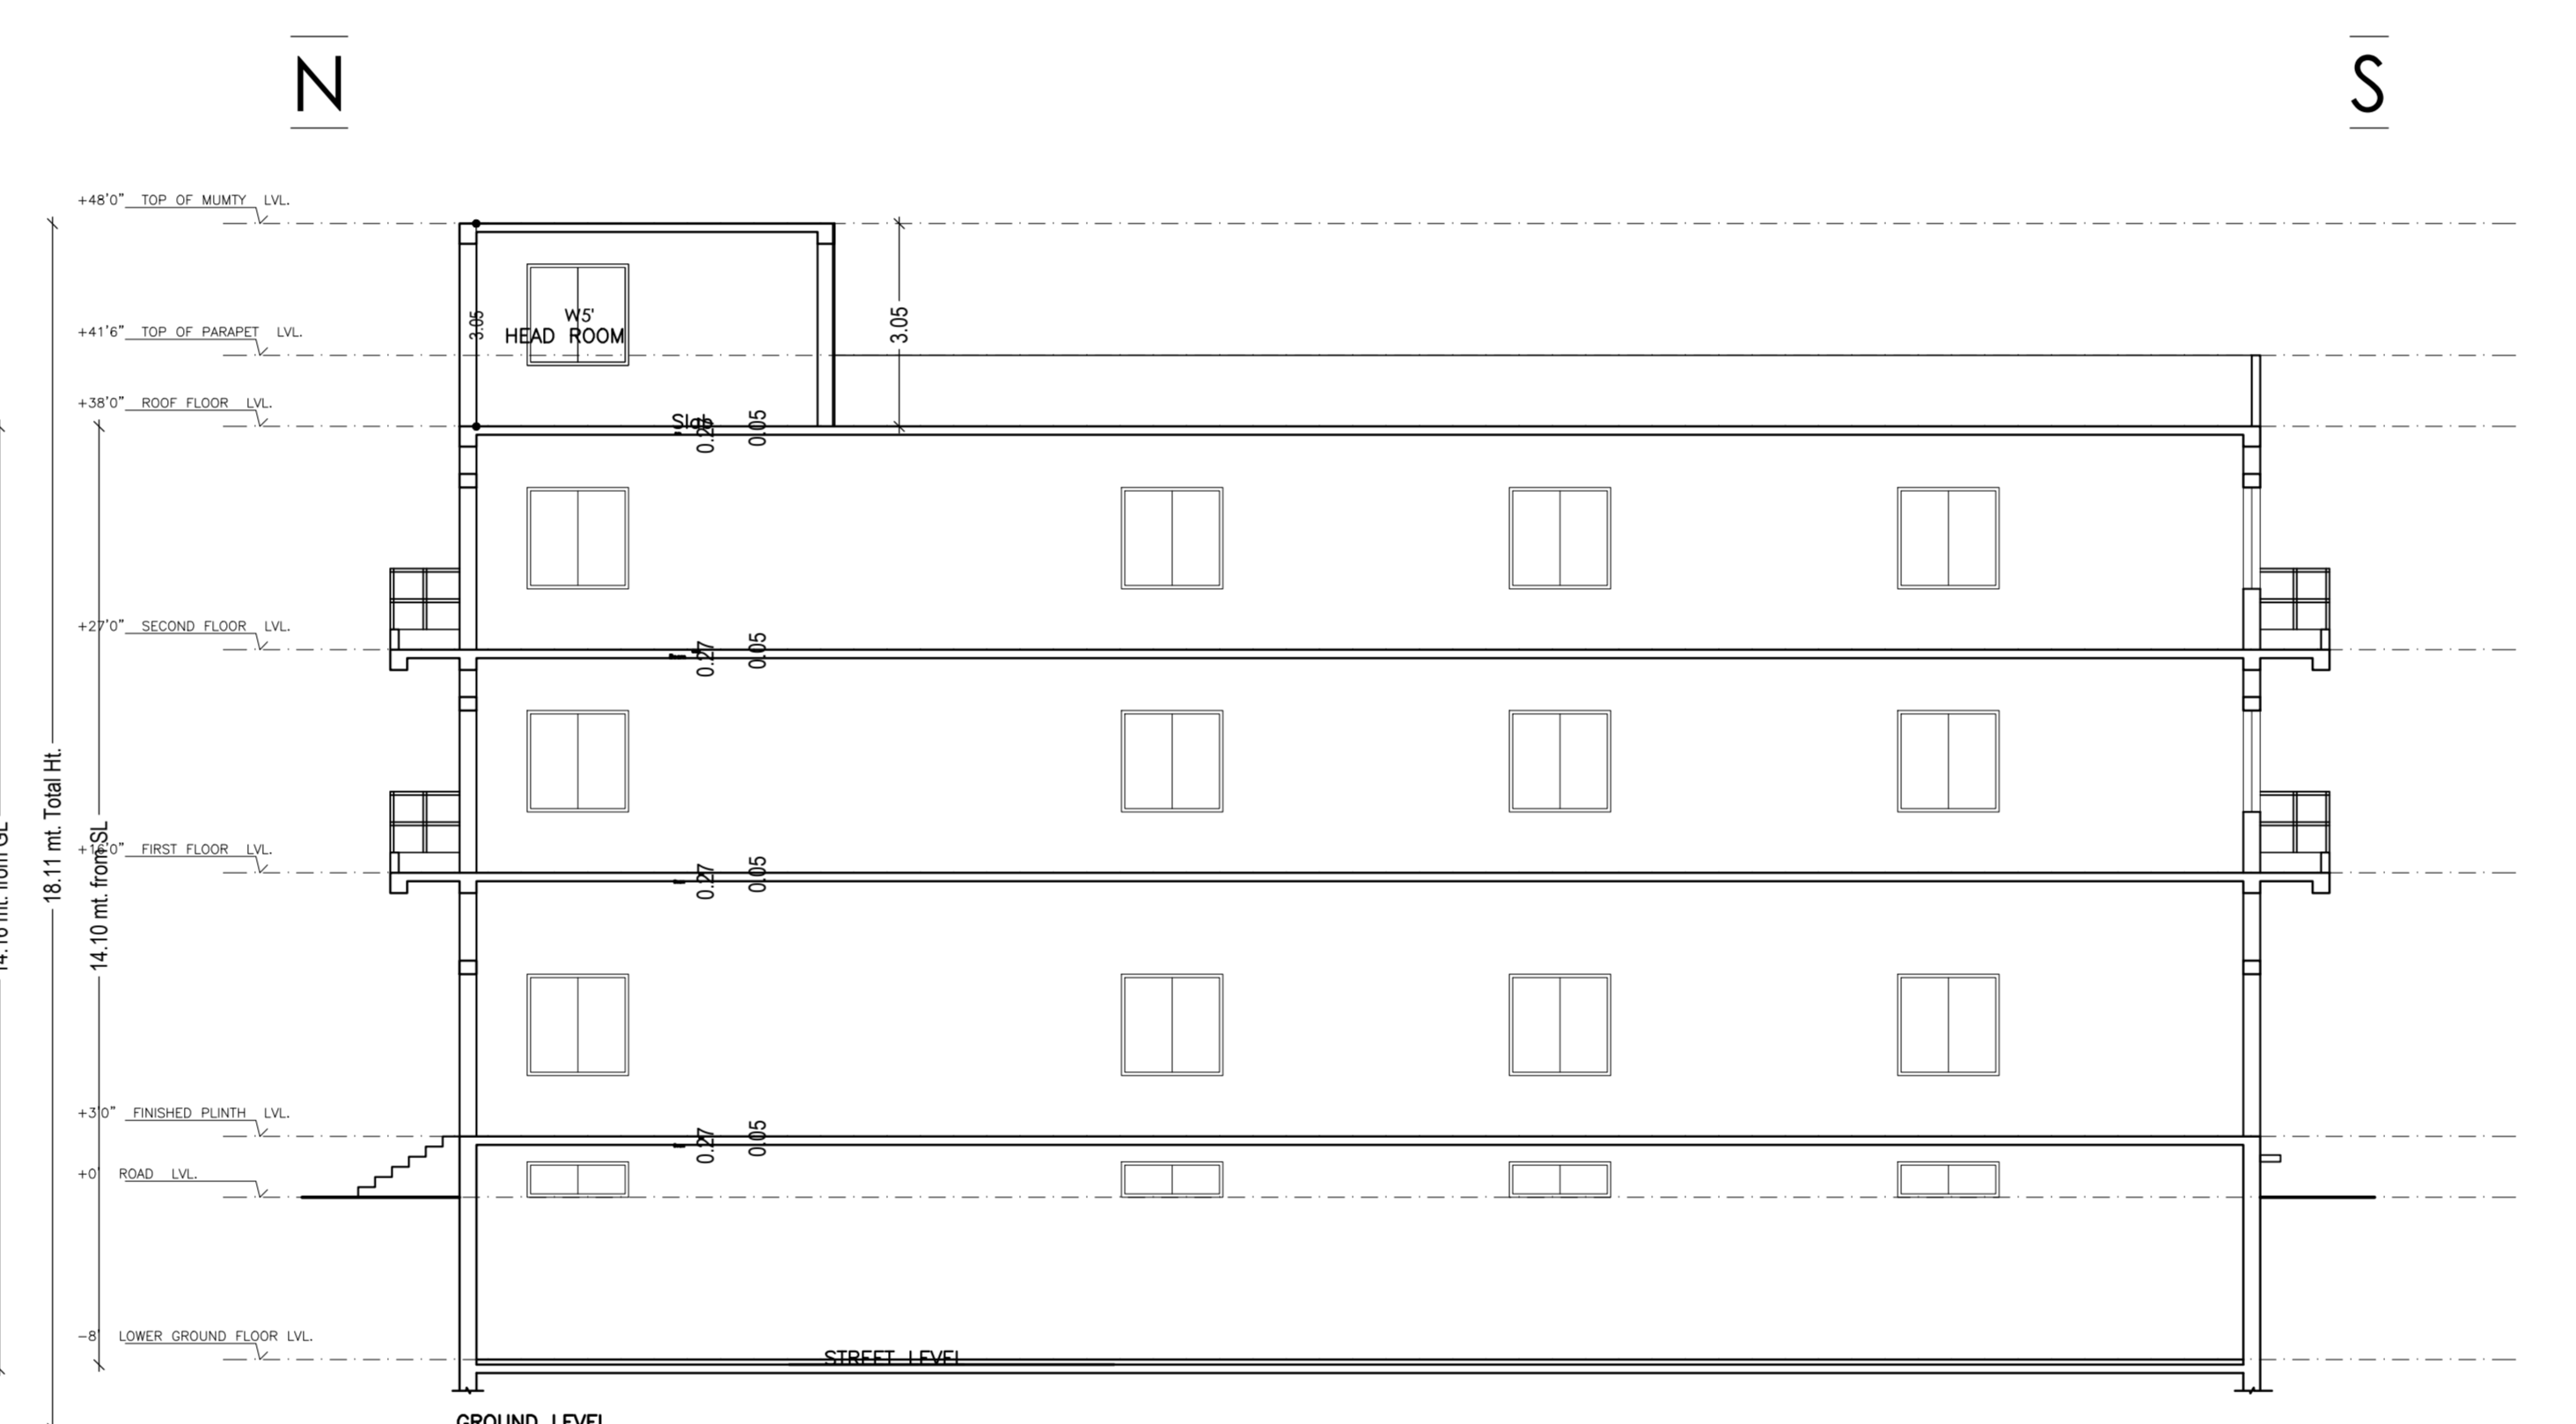 N
S
+48'0" TOP OF MUMTY LVL.
W5'
3.05
3.05
+41'6" TOP OF PARAPET LVL.
HEAD ROOM
+38'0" ROOF FLOOR LVL.
Slab
0.05
+27'0" SECOND FLOOR LVL.
0.27
0.05
18.11 mt. Total Ht.
14.10 mt. from SL
FIRST FLOOR LVL.
0.27
0.05
+3'0" FINISHED PLINTH LVL.
0.27
0.05
+0' ROAD LVL.
-8' LOWER GROUND FLOOR LVL.
STREET LEVEL
GROUND LEVEL